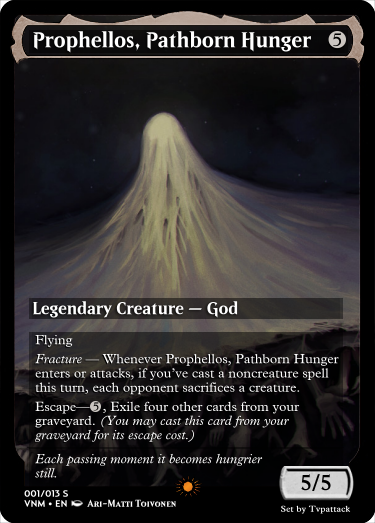 Prophellos, Pathborn Hunger 5
Legendary Creature — God
Flying
Fracture — Whenever Prophellos, Pathborn Hunger
enters or attacks, if you've cast a noncreature spell
this turn, each opponent sacrifices a creature.
Escape—5, Exile four other cards from your
graveyard. (You may cast this card from your
graveyard for its escape cost.)
Each passing moment it becomes hungrier
still.
5/5
001/013 S
VNM • EN Ari-Matti Toivonen
Set by Tvpattack